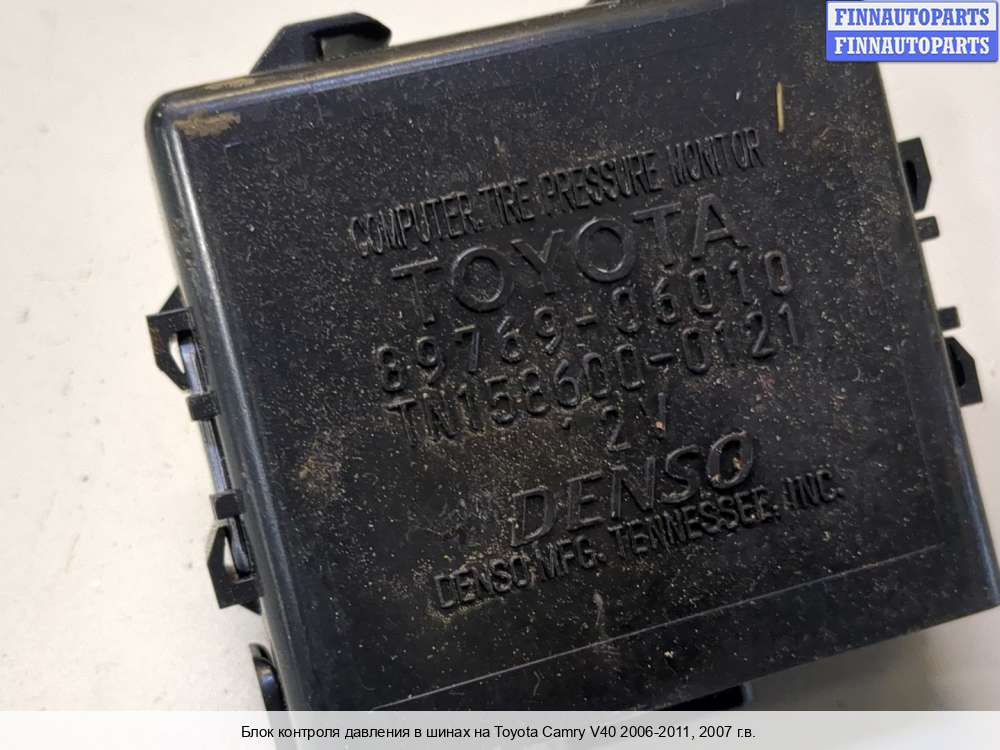 FINNAUTOPARTS
FINNAUTOPARTS
COMPUTER, TIRE PRESSURE MONITOR
TOYOTA
89769-06010
TN158600-0121
12V
DENSO
DENSO MFG. TENNESSEE, INC.
Блок контроля давления в шинах на Toyota Camry V40 2006-2011, 2007 г.в.